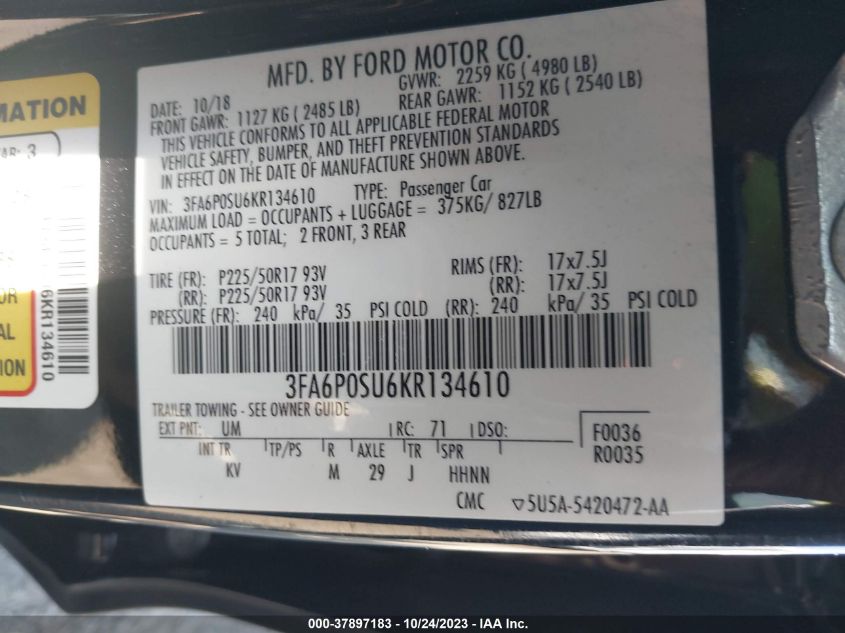 MATION
AR: 3
OR
AL
ION
6KR134610
MFD. BY FORD MOTOR CO.
DATE: 10/18 GVWR: 2259 KG ( 4980 LB)
FRONT GAWR: 1127 KG ( 2485 LB) REAR GAWR: 1152 KG ( 2540 LB)
THIS VEHICLE CONFORMS TO ALL APPLICABLE FEDERAL MOTOR
VEHICLE SAFETY, BUMPER, AND THEFT PREVENTION STANDARDS
IN EFFECT ON THE DATE OF MANUFACTURE SHOWN ABOVE.
VIN: 3FA6P0SU6KR134610 TYPE: Passenger Car
MAXIMUM LOAD = OCCUPANTS + LUGGAGE = 375KG/ 827LB
OCCUPANTS = 5 TOTAL; 2 FRONT, 3 REAR
TIRE (FR): P225/50R17 93V RIMS (FR): 17x7.5J
(RR): P225/50R17 93V (RR): 17x7.5J
PRESSURE (FR): 240 kPa/ 35 PSI COLD (RR): 240 kPa/ 35 PSI COLD
3FA6P0SU6KR134610
TRAILER TOWING - SEE OWNER GUIDE
EXT PNT: UM RC: 71 DSO: F0036
INT TR TP/PS R AXLE TR SPR R0035
KV M 29 J HHNN
CMC ▽5U5A-5420472-AA
000-37897183 - 10/24/2023 - IAA Inc.